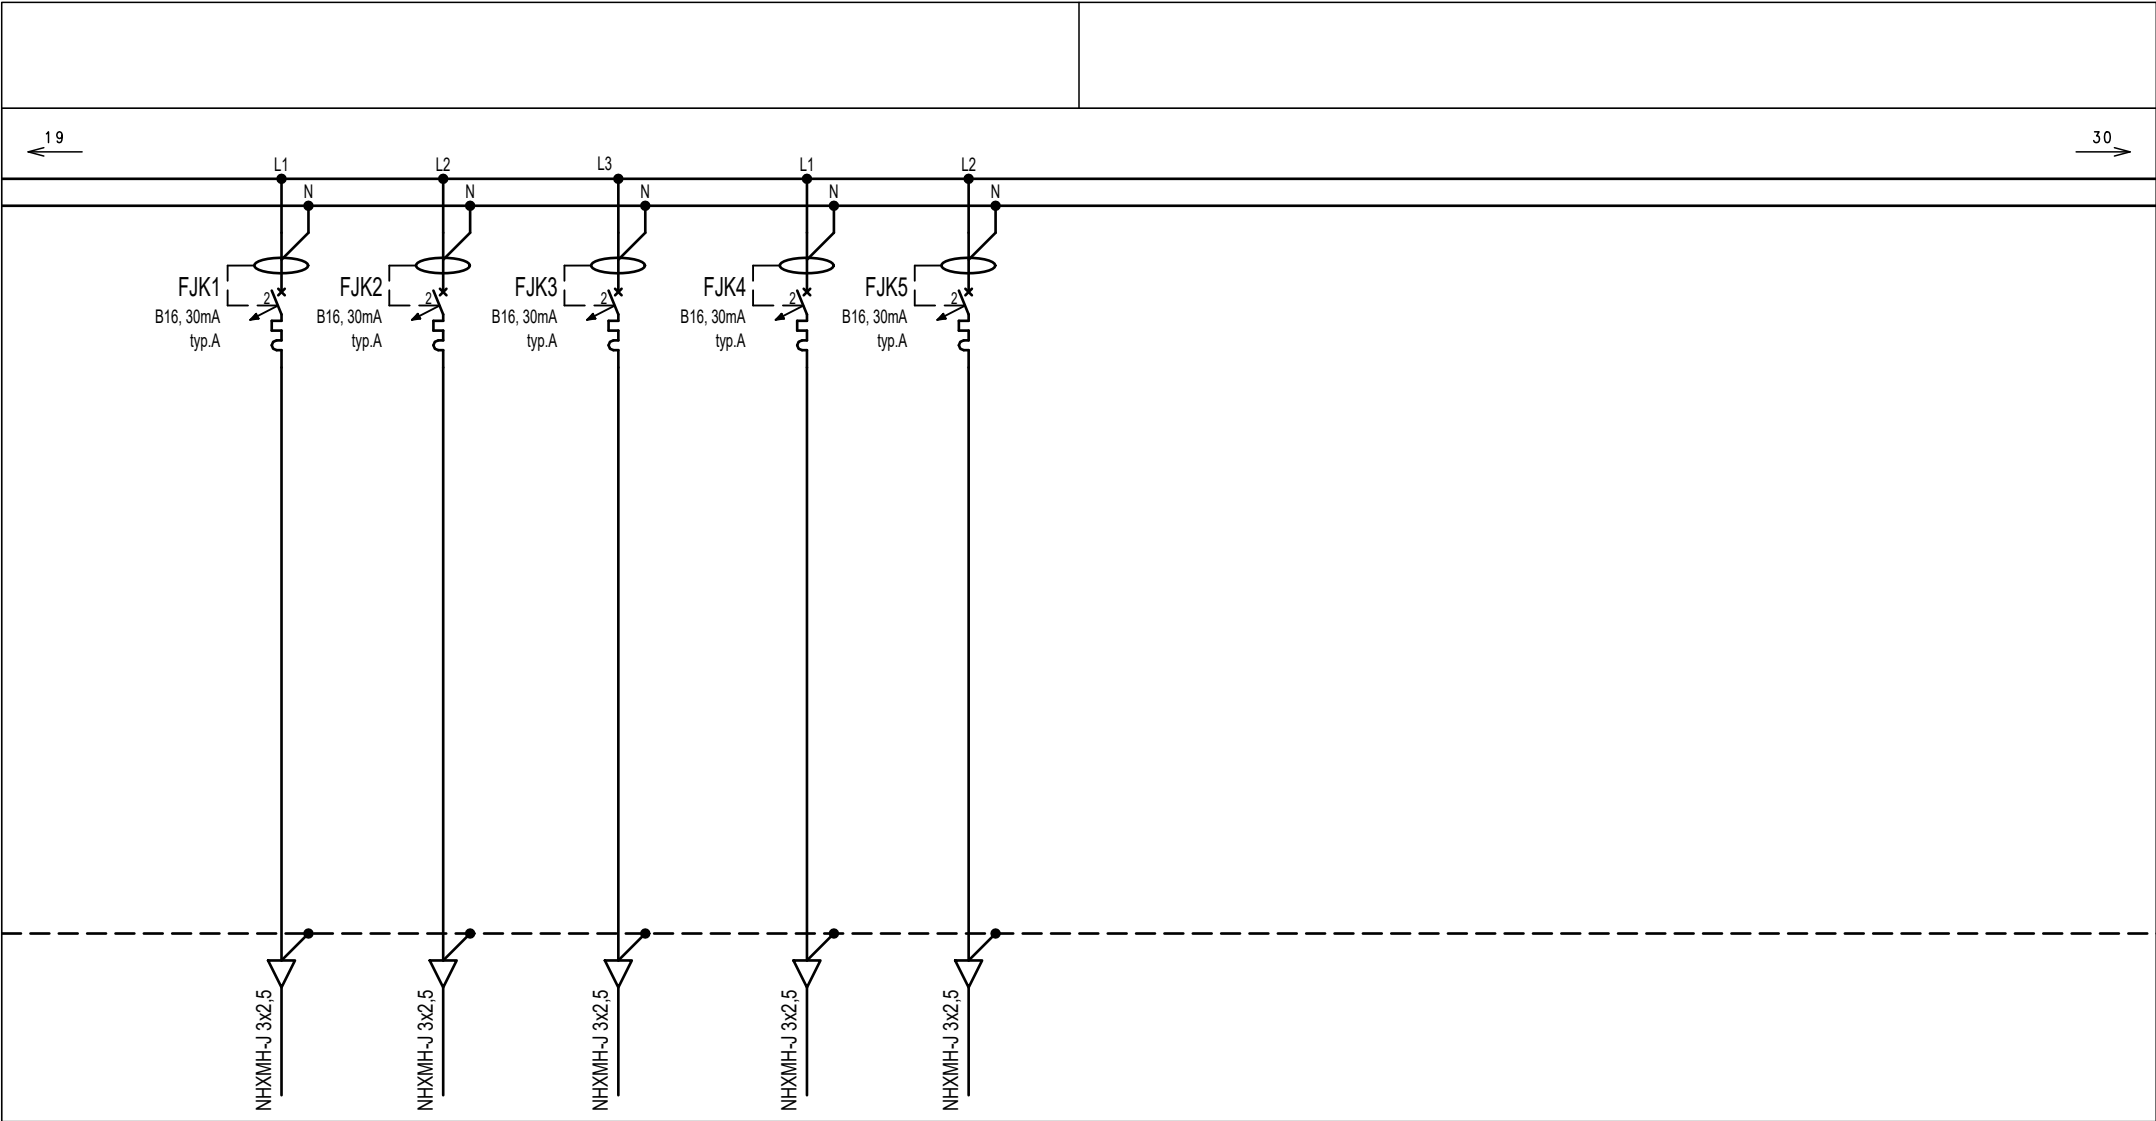 19
30
L1
L2
L3
L1
L2
N
N
N
N
N
FJK1
2
B16, 30mA
typ.A
FJK2
2
B16, 30mA
typ.A
FJK3
2
B16, 30mA
typ.A
FJK4
2
B16, 30mA
typ.A
FJK5
2
B16, 30mA
typ.A
NHXMH-J 3x2,5
NHXMH-J 3x2,5
NHXMH-J 3x2,5
NHXMH-J 3x2,5
NHXMH-J 3x2,5